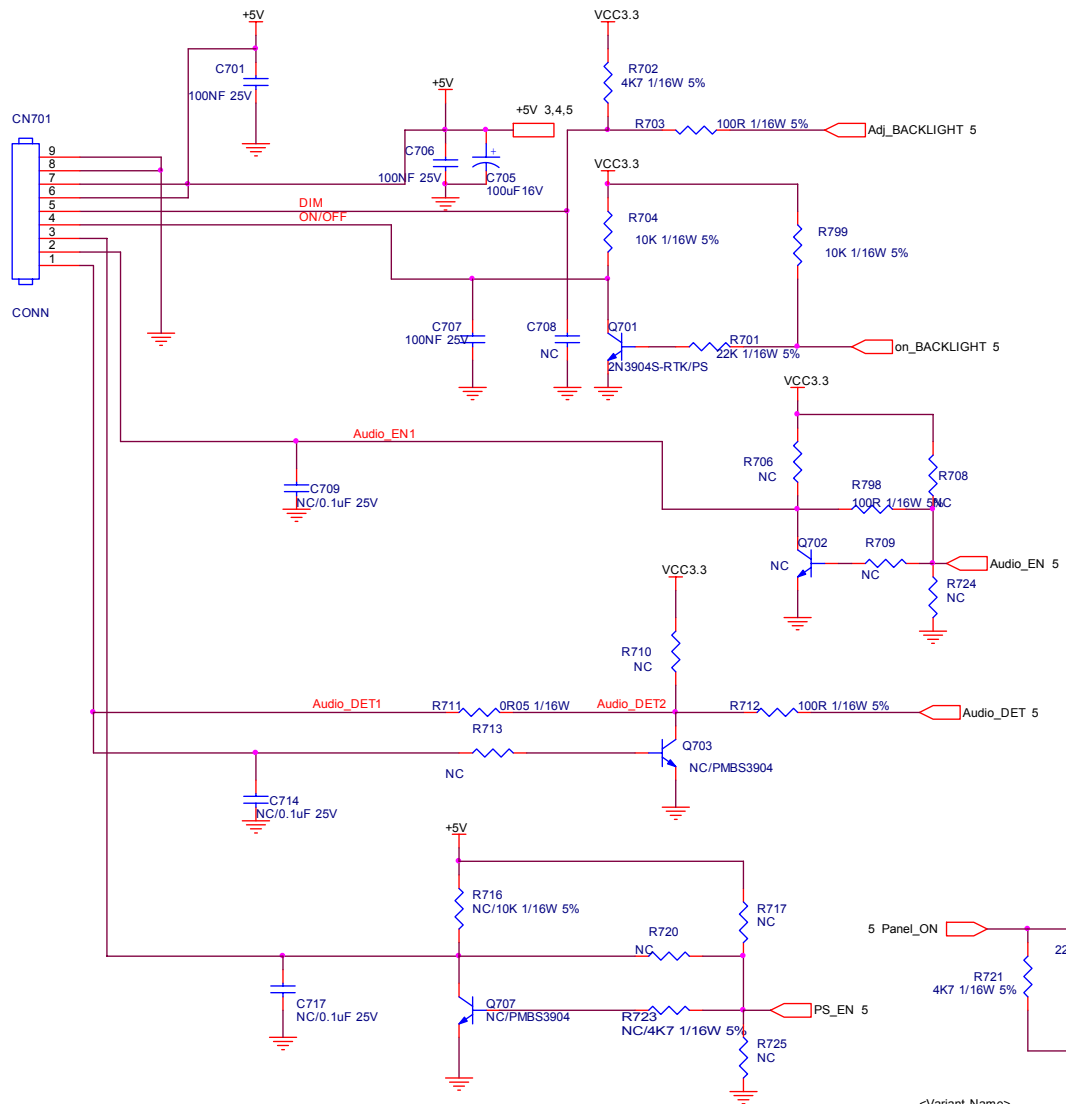 +5V
VCC3.3
C701
100NF 25V
R702
4K7 1/16W 5%
+5V
+5V 3,4,5
CN701
R703
100R 1/16W 5%
Adj_BACKLIGHT 5
C706
100NF 25V
C705
100uF16V
+
9
8
7
6
5
4
3
2
1
CONN
VCC3.3
DIM
ON/OFF
R704
10K 1/16W 5%
R799
10K 1/16W 5%
C707
100NF 25V
C708
NC
Q701
2N3904S-RTK/PS
R701
22K 1/16W 5%
on_BACKLIGHT 5
VCC3.3
Audio_EN1
R706
NC
R708
NC
R798
100R 1/16W 5%
C709
NC/0.1uF 25V
Q702
NC
R709
NC
Audio_EN 5
R724
NC
VCC3.3
R710
NC
Audio_DET1
R711
0R05 1/16W
Audio_DET2
R712
100R 1/16W 5%
Audio_DET 5
R713
NC
Q703
NC/PMBS3904
C714
NC/0.1uF 25V
+5V
R716
NC/10K 1/16W 5%
R717
NC
R720
NC
5 Panel_ON
22
R721
4K7 1/16W 5%
C717
NC/0.1uF 25V
Q707
NC/PMBS3904
R723
NC/4K7 1/16W 5%
PS_EN 5
R725
NC
<Variant Name>